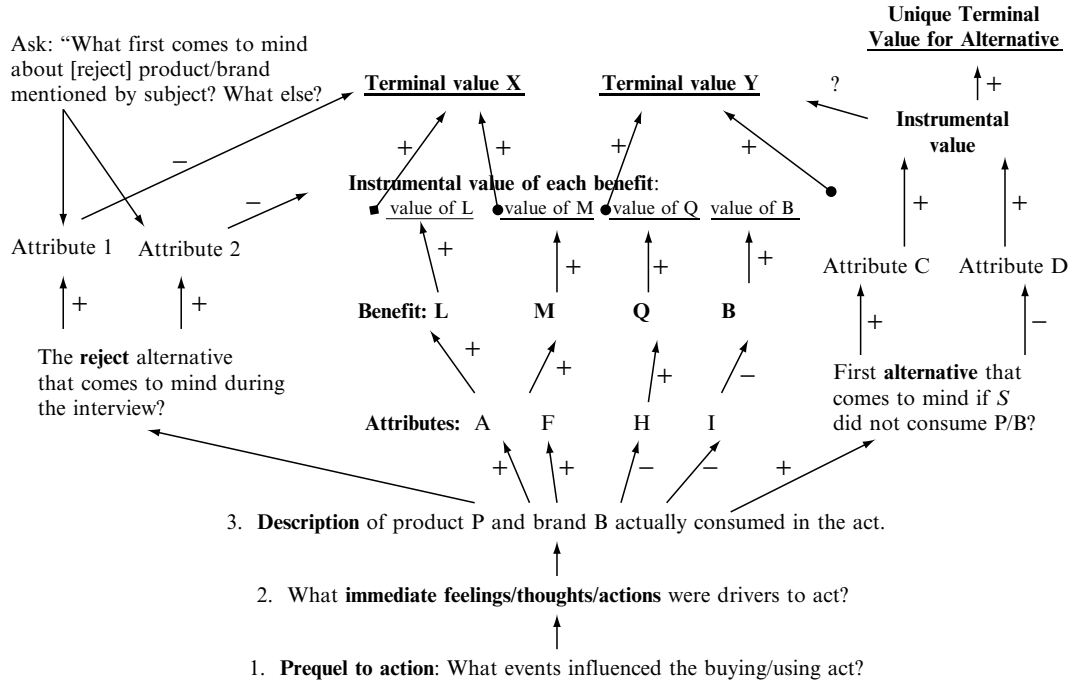 Unique Terminal
Value for Alternative
Ask: “What first comes to mind
about [reject] product/brand
mentioned by subject? What else?
Terminal value X
Terminal value Y
?
+
Instrumental
value
+
+
+
+
−
Instrumental value of each benefit:
−
value of L
value of M
value of Q
value of B
+
+
Attribute 1
Attribute 2
+
+
+
+
Attribute C
Attribute D
+
+
Benefit: L
M
Q
B
+
−
The reject alternative
that comes to mind during
the interview?
+
+
+
−
First alternative that
comes to mind if S
did not consume P/B?
Attributes:
A
F
H
I
+
+
−
−
+
3. Description of product P and brand B actually consumed in the act.
2. What immediate feelings/thoughts/actions were drivers to act?
1. Prequel to action: What events influenced the buying/using act?